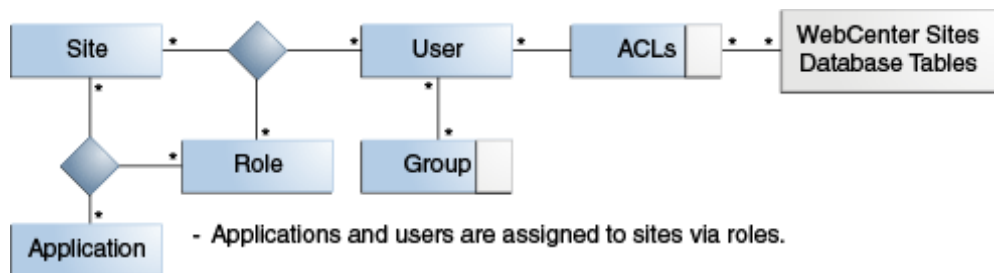 Site
*
*
User
*
ACLs
*
*
WebCenter Sites
Database Tables
*
*
*
*
*
Role
Group
*
Application
- Applications and users are assigned to sites via roles.